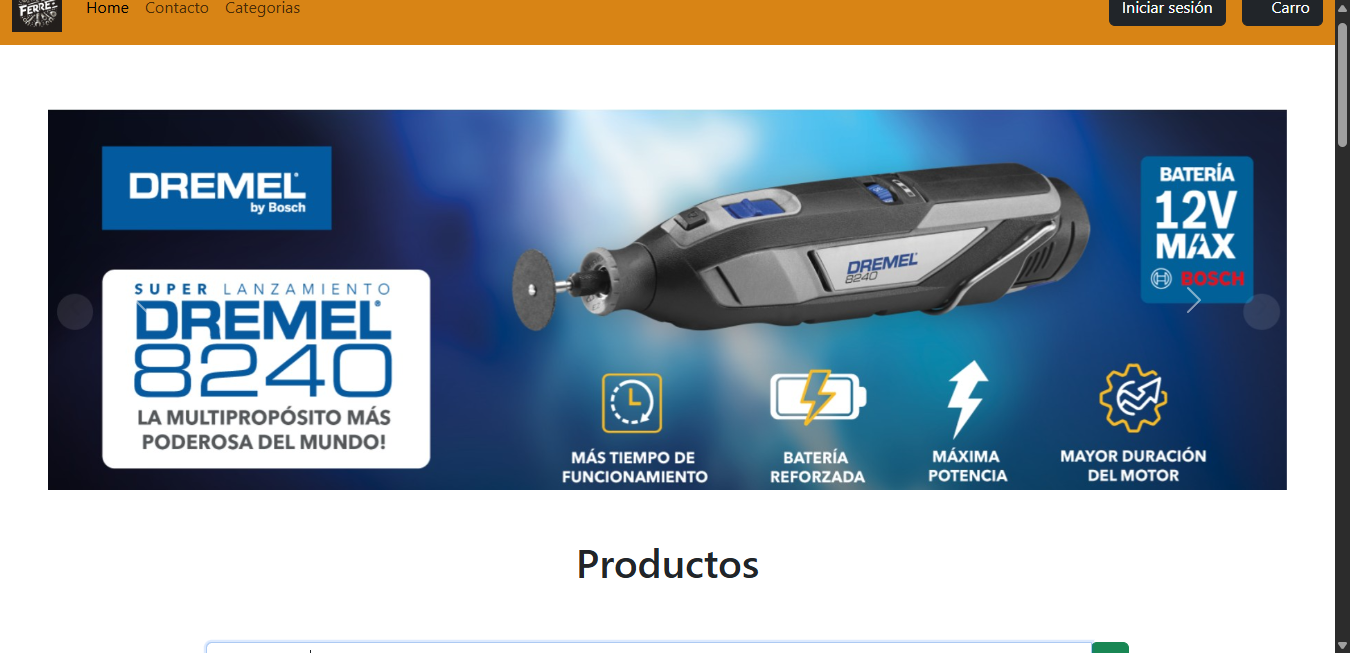 FERRE
Home Contacto Categorias Iniciar sesión Carro
DREMEL
by Bosch
SUPER LANZAMIENTO
DREMEL
8240
LA MULTIPROPÓSITO MÁS
PODEROSA DEL MUNDO!
DREMEL
8240
BATERÍA
12V
MAX
BOSCH
MÁS TIEMPO DE
FUNCIONAMIENTO
BATERÍA
REFORZADA
MÁXIMA
POTENCIA
MAYOR DURACIÓN
DEL MOTOR
Productos